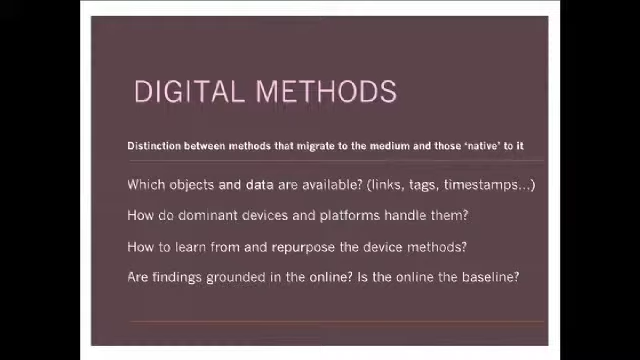 DIGITAL METHODS
Distinction between methods that migrate to the medium and those 'native' to it
Which objects and data are available? (links, tags, timestamps...)
How do dominant devices and platforms handle them?
How to learn from and repurpose the device methods?
Are findings grounded in the online? Is the online the baseline?